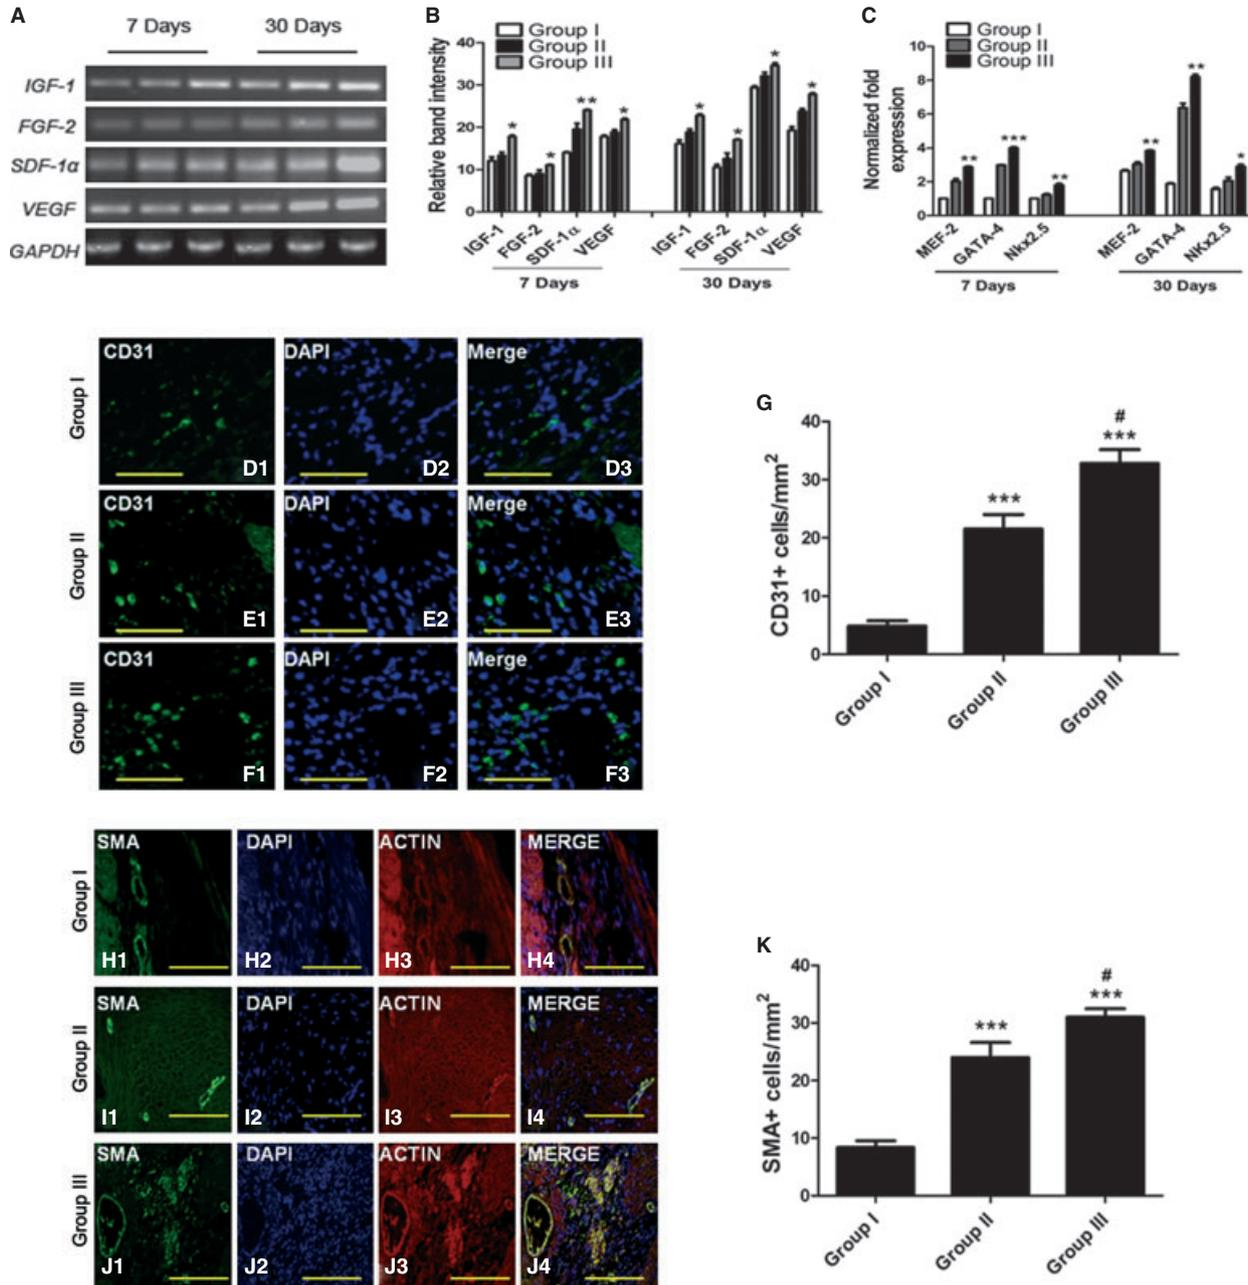 A
7 Days
30 Days
IGF-1
FGF-2
SDF-1α
VEGF
GAPDH
B
Group I
Group II
Group III
Relative band intensity
40
30
20
10
0
*
*
**
*
*
*
*
*
IGF-1
FGF-2
SDF-1α
VEGF
IGF-1
FGF-2
SDF-1α
VEGF
7 Days
30 Days
C
Group I
Group II
Group III
Normalized fold
expression
10
8
6
4
2
0
**
***
**
**
**
*
MEF-2
GATA-4
Nkx2.5
MEF-2
GATA-4
NKx2.5
7 Days
30 Days
Group I
CD31
DAPI
Merge
D1
D2
D3
Group II
CD31
DAPI
Merge
E1
E2
E3
Group III
CD31
DAPI
Merge
F1
F2
F3
G
CD31+ cells/mm²
40
30
20
10
0
***
#
***
Group I
Group II
Group III
Group I
SMA
DAPI
ACTIN
MERGE
H1
H2
H3
H4
Group II
SMA
DAPI
ACTIN
MERGE
I1
I2
I3
I4
Group III
SMA
DAPI
ACTIN
MERGE
J1
J2
J3
J4
K
SMA+ cells/mm²
40
30
20
10
0
***
#
***
Group I
Group II
Group III